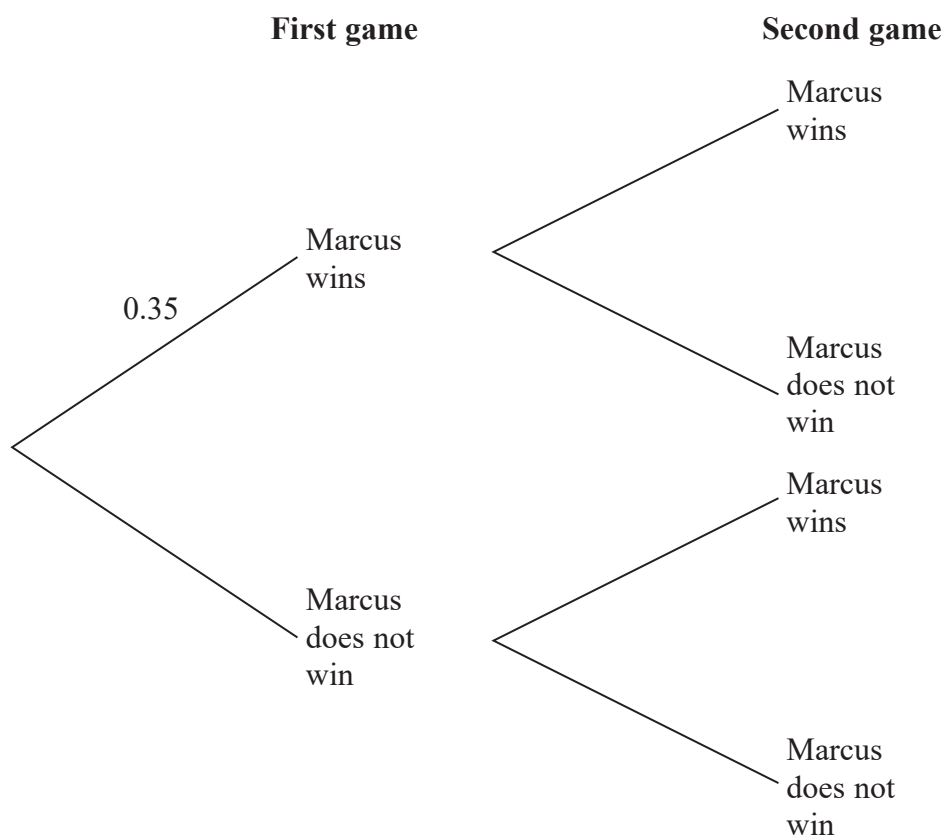 First game
Second game
Marcus
wins
Marcus
wins
0.35
Marcus
does not
win
Marcus
wins
Marcus
does not
win
Marcus
does not
win